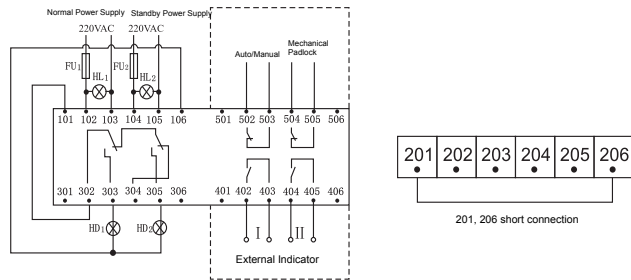 Normal Power Supply Standby Power Supply
220VAC 220VAC
Auto/Manual
Mechanical
Padlock
FU1 HL1 FU2 HL2
101 102 103 104 105 106 501 502 503 504 505 506
301 302 303 304 305 306 401 402 403 404 405 406
HD1 HD2 I II
External Indicator
201 202 203 204 205 206
201, 206 short connection